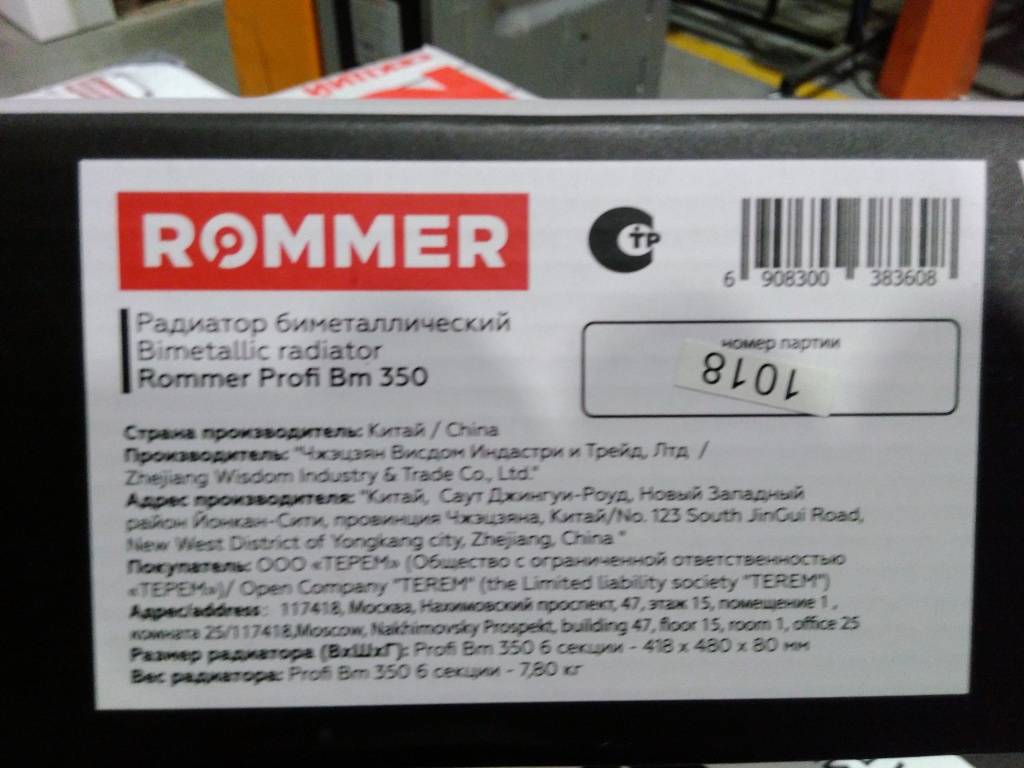 ROMMER
TP
6 908300 383608
Радиатор биметаллический
Bimetallic radiator
Rommer Profi Bm 350
номер партии
1018
Страна производитель: Китай / China
Производитель: "Чжэцзян Висдом Индастри и Трейд, Лтд /
Zhejiang Wisdom Industry & Trade Co., Ltd."
Адрес производителя: "Китай, Саут Джингуи-Роуд, Новый Западный
район Йонкан-Сити, провинция Чжэцзяна, Китай/No. 123 South JinGui Road,
New West District of Yongkang city, Zhejiang, China "
Покупатель: ООО «ТЕРЕМ» (Общество с ограниченной ответственностью
«ТЕРЕМ»)/ Open Company "TEREM" (the Limited liability society "TEREM")
Адрес/address: 117418, Москва, Нахимовский проспект, 47, этаж 15, помещение 1 ,
комната 25/117418,Moscow, Nakhimovsky Prospekt, building 47, floor 15, room 1, office 25
Размер радиатора (ВхШхГ): Profi Bm 350 6 секции - 418 x 480 x 80 мм
Вес радиатора: Profi Bm 350 6 секции - 7,80 кг